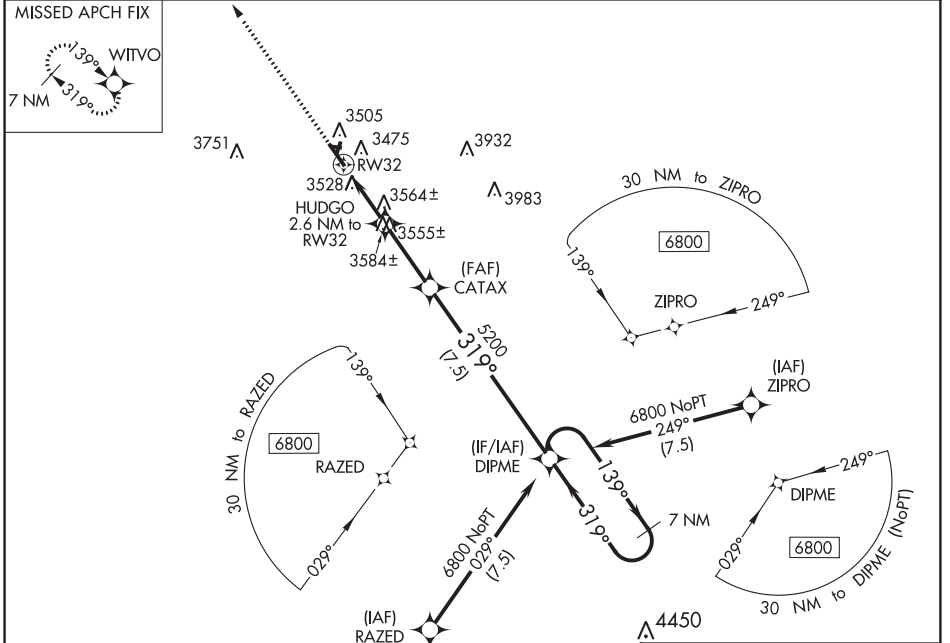 MISSED APCH FIX
139°
WITVO
7 NM
319°
3505
3751
3475
3932
RW32
3528
3564±
3983
HUDGO
2.6 NM to
RW32
3555±
3584±
(FAF)
CATAX
5200
319°
(7.5)
30 NM to ZIPRO
6800
139°
ZIPRO
249°
(IAF)
ZIPRO
6800 NoPT
249°
(7.5)
30 NM to RAZED
139°
6800
RAZED
029°
(IF/IAF)
DIPME
139°
319°
7 NM
249°
DIPME
029°
6800
30 NM to DIPME (NoPT)
6800 NoPT
029°
(7.5)
(IAF)
RAZED
4450